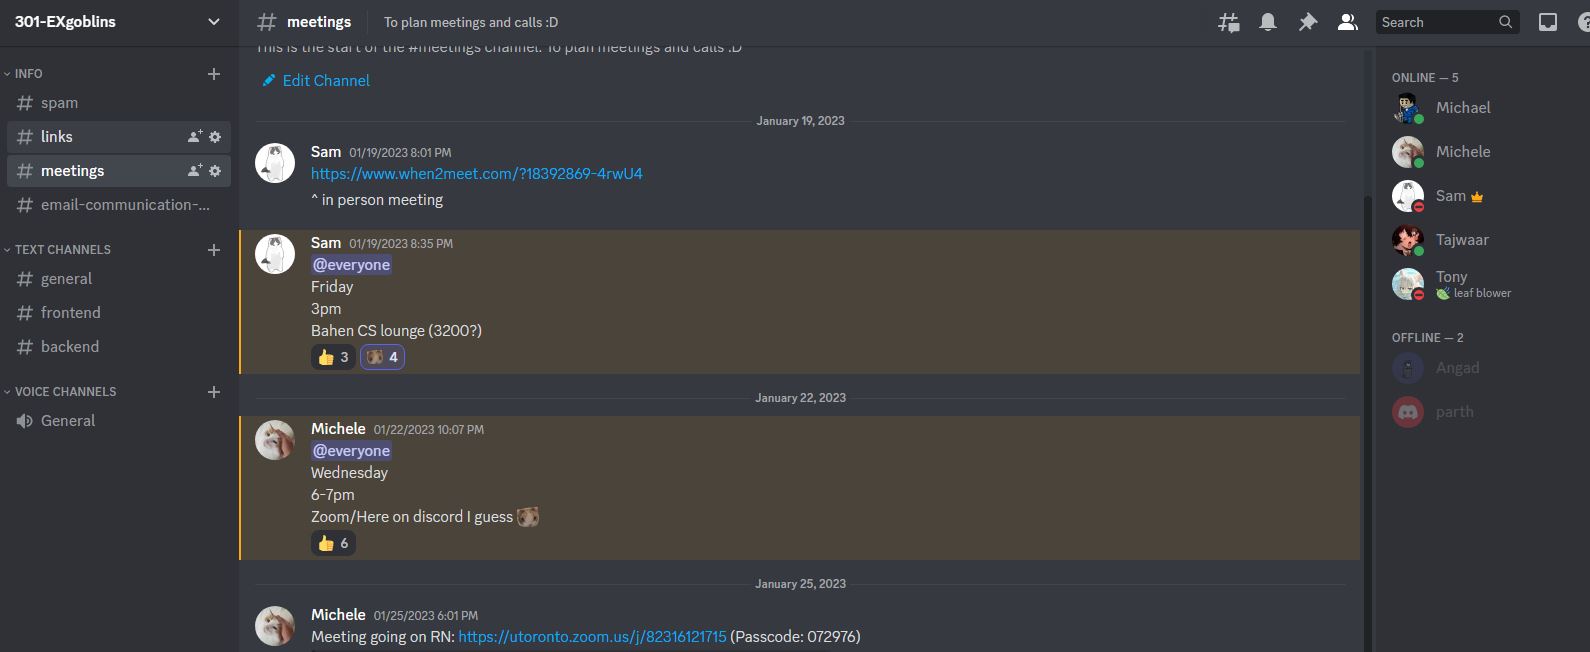 301-EXgoblins
INFO
spam
links
meetings
email-communication-...
TEXT CHANNELS
general
frontend
backend
VOICE CHANNELS
General
meetings
To plan meetings and calls :D
Search
This is the start of the #meetings channel. To plan meetings and calls :D
Edit Channel
January 19, 2023
Sam 01/19/2023 8:01 PM
https://www.when2meet.com/?18392869-4rwU4
^ in person meeting
Sam 01/19/2023 8:35 PM
@everyone
Friday
3pm
Bahen CS lounge (3200?)
3 4
January 22, 2023
Michele 01/22/2023 10:07 PM
@everyone
Wednesday
6-7pm
Zoom/Here on discord I guess
6
January 25, 2023
Michele 01/25/2023 6:01 PM
Meeting going on RN: https://utoronto.zoom.us/j/82316121715 (Passcode: 072976)
ONLINE — 5
Michael
Michele
Sam
Tajwaar
Tony
leaf blower
OFFLINE — 2
Angad
parth